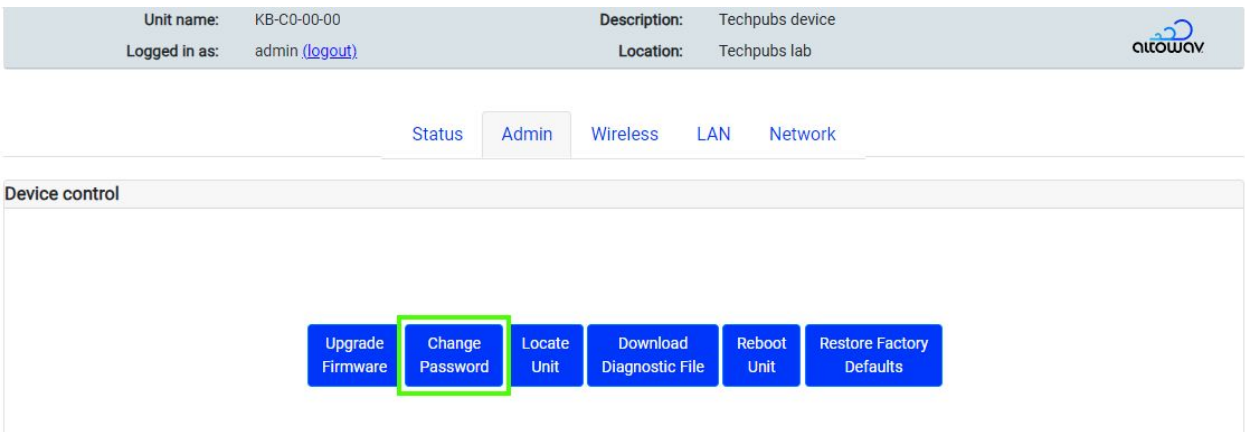 Unit name: KB-C0-00-00 Description: Techpubs device
Logged in as: admin (logout) Location: Techpubs lab
altowav
Status Admin Wireless LAN Network
Device control
Upgrade Firmware
Change Password
Locate Unit
Download Diagnostic File
Reboot Unit
Restore Factory Defaults